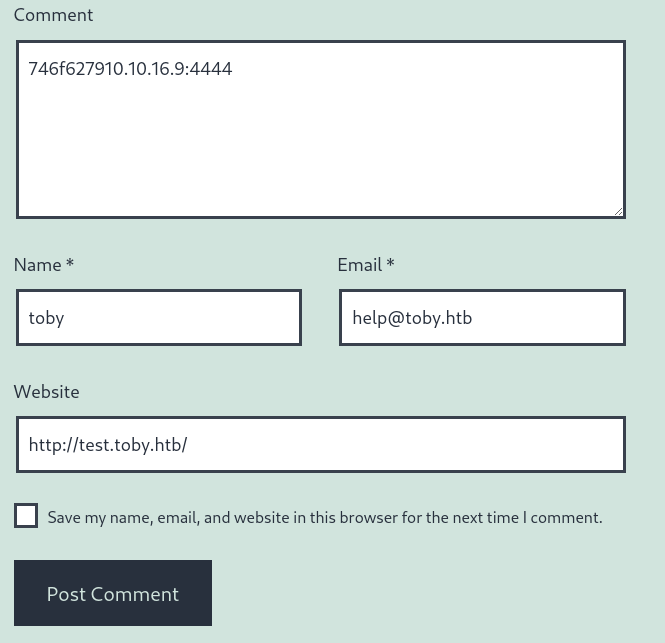 Comment
746f627910.10.16.9:4444
Name * Email *
toby help@toby.htb
Website
http://test.toby.htb/
Save my name, email, and website in this browser for the next time I comment.
Post Comment